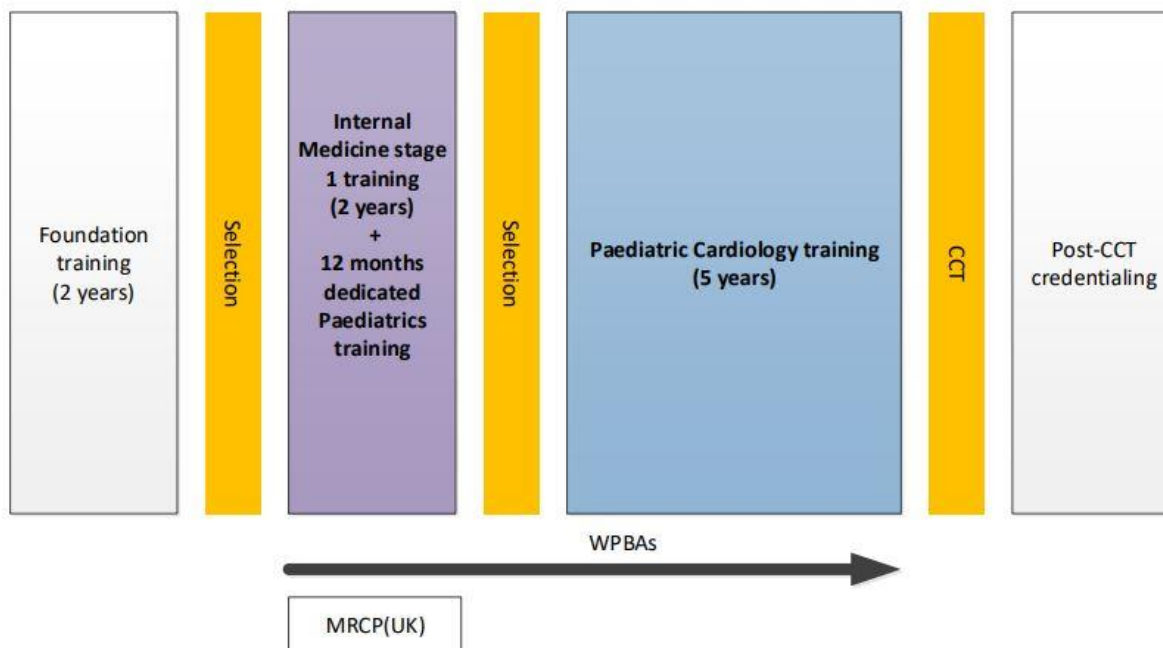 Foundation
training
(2 years)
Selection
Internal
Medicine stage
1 training
(2 years)
+
12 months
dedicated
Paediatrics
training
Selection
Paediatric Cardiology training
(5 years)
CCT
Post-CCT
credentialing
WPBAs
MRCP(UK)